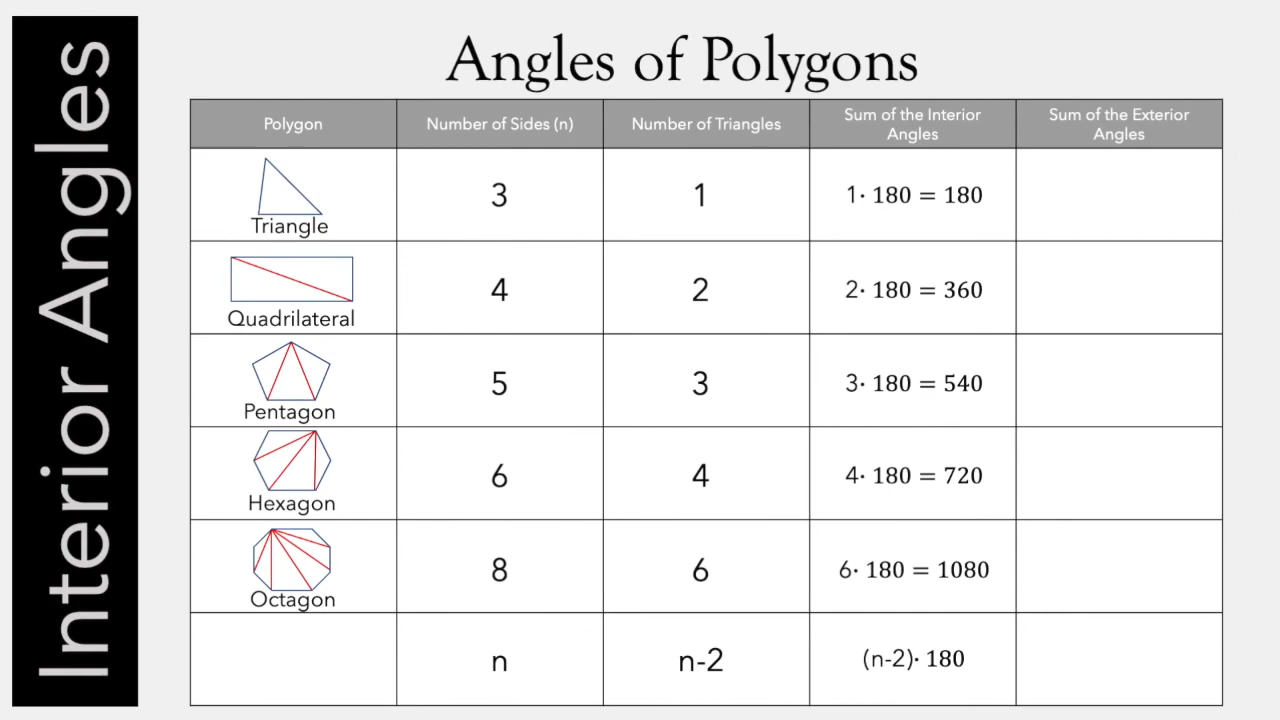 Interior Angles
Angles of Polygons
Polygon
Number of Sides (n)
Number of Triangles
Sum of the Interior
Angles
Sum of the Exterior
Angles
Triangle
3
1
1· 180 = 180
Quadrilateral
4
2
2· 180 = 360
Pentagon
5
3
3· 180 = 540
Hexagon
6
4
4· 180 = 720
Octagon
8
6
6· 180 = 1080
n
n-2
(n-2)· 180